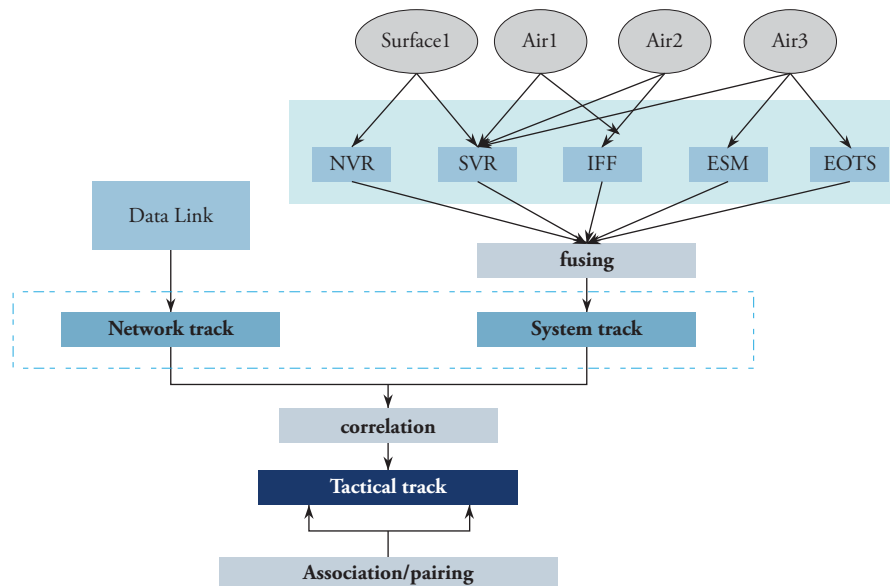 Surface1
Air1
Air2
Air3
NVR
SVR
IFF
ESM
EOTS
Data Link
fusing
Network track
System track
correlation
Tactical track
Association/pairing